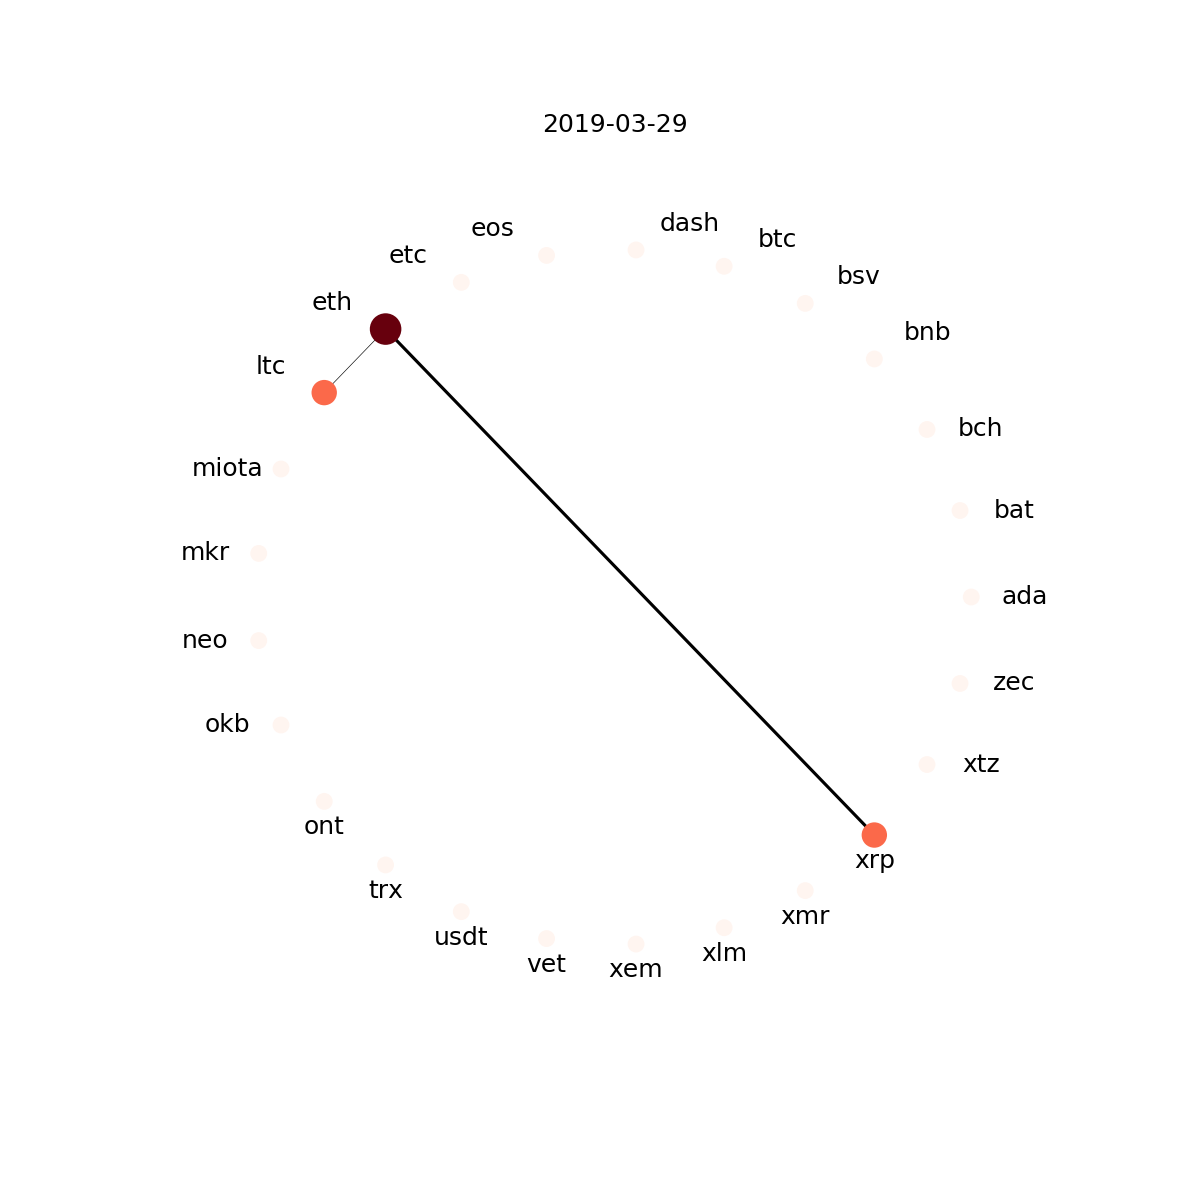 2019-03-29
dash
eos
btc
etc
bsv
eth
bnb
ltc
bch
miota
bat
mkr
ada
neo
zec
okb
xtz
ont
xrp
trx
xmr
usdt
xlm
vet
xem